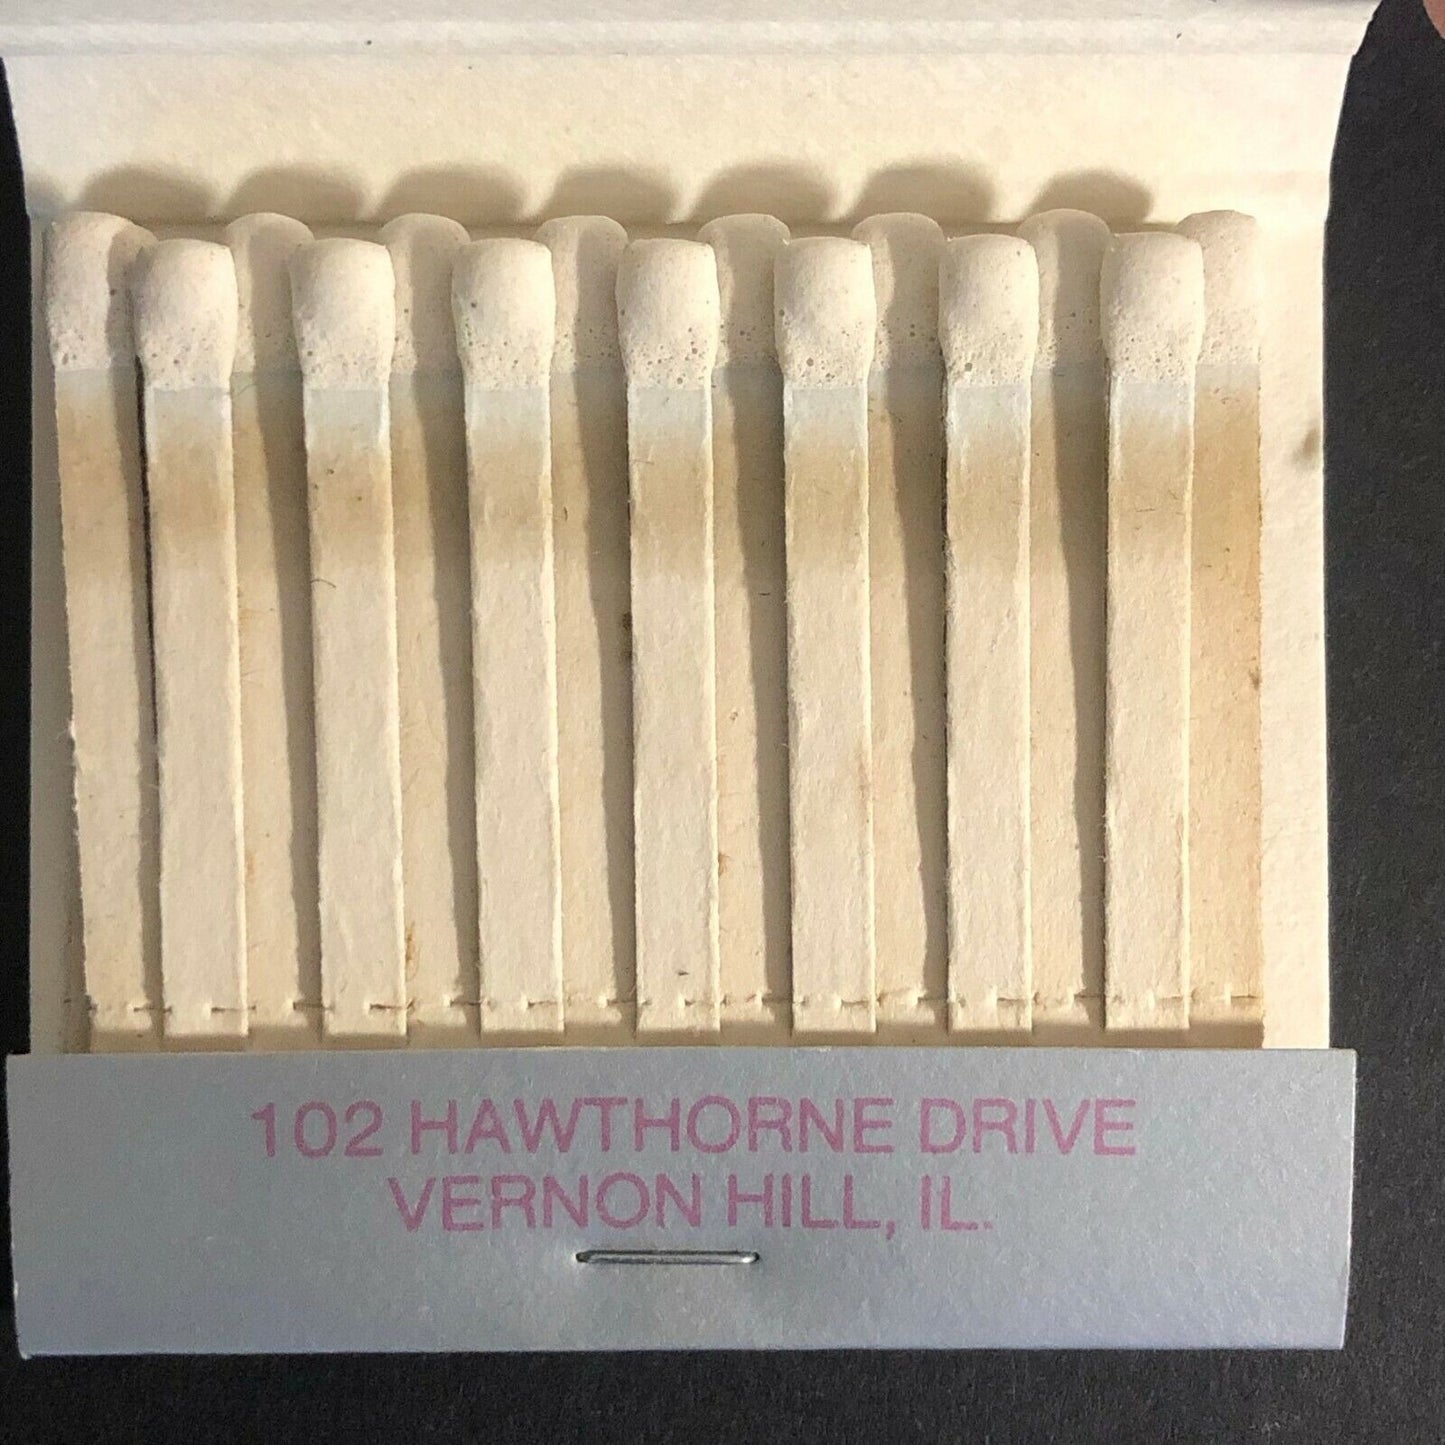 102 HAWTHORNE DRIVE
VERNON HILL, IL.